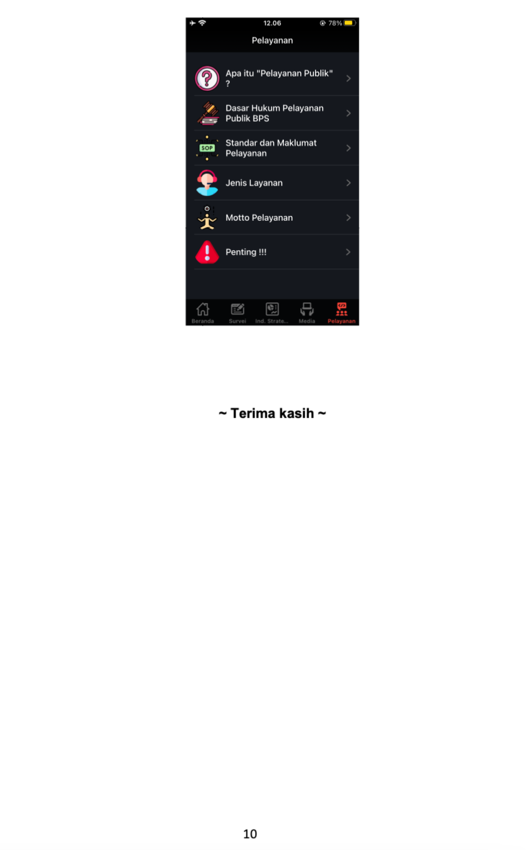 12.06
78%
Pelayanan
Apa itu "Pelayanan Publik"
?
Dasar Hukum Pelayanan
Publik BPS
SOP
Standar dan Maklumat
Pelayanan
Jenis Layanan
Motto Pelayanan
Penting !!!
Beranda Survei Ind. Strate... Media Pelayanan
~ Terima kasih ~
10